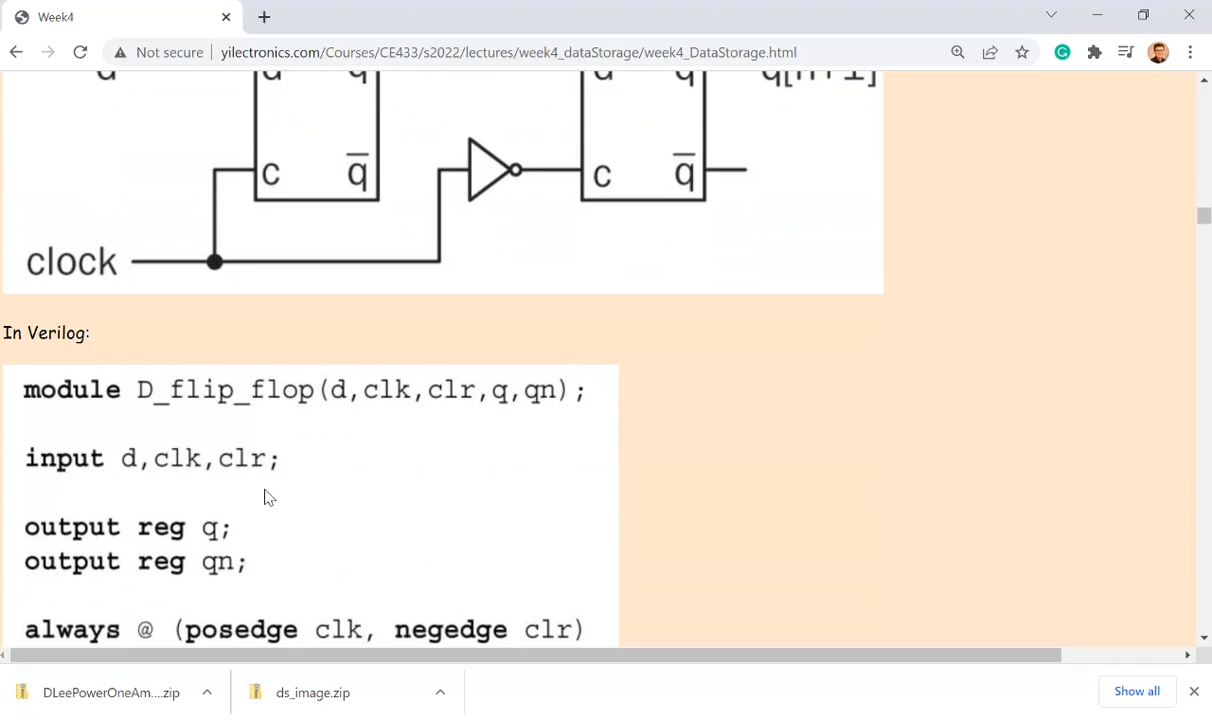 Week4
Not secure yilectronics.com/Courses/CE433/s2022/lectures/week4_dataStorage/week4_DataStorage.html
d d q d q q[n+1]
c q c q
clock
In Verilog:
module D_flip_flop(d,clk,clr,q,qn);
input d,clk,clr;
output reg q;
output reg qn;
always @ (posedge clk, negedge clr)
DLeePowerOneAm....zip ds_image.zip Show all